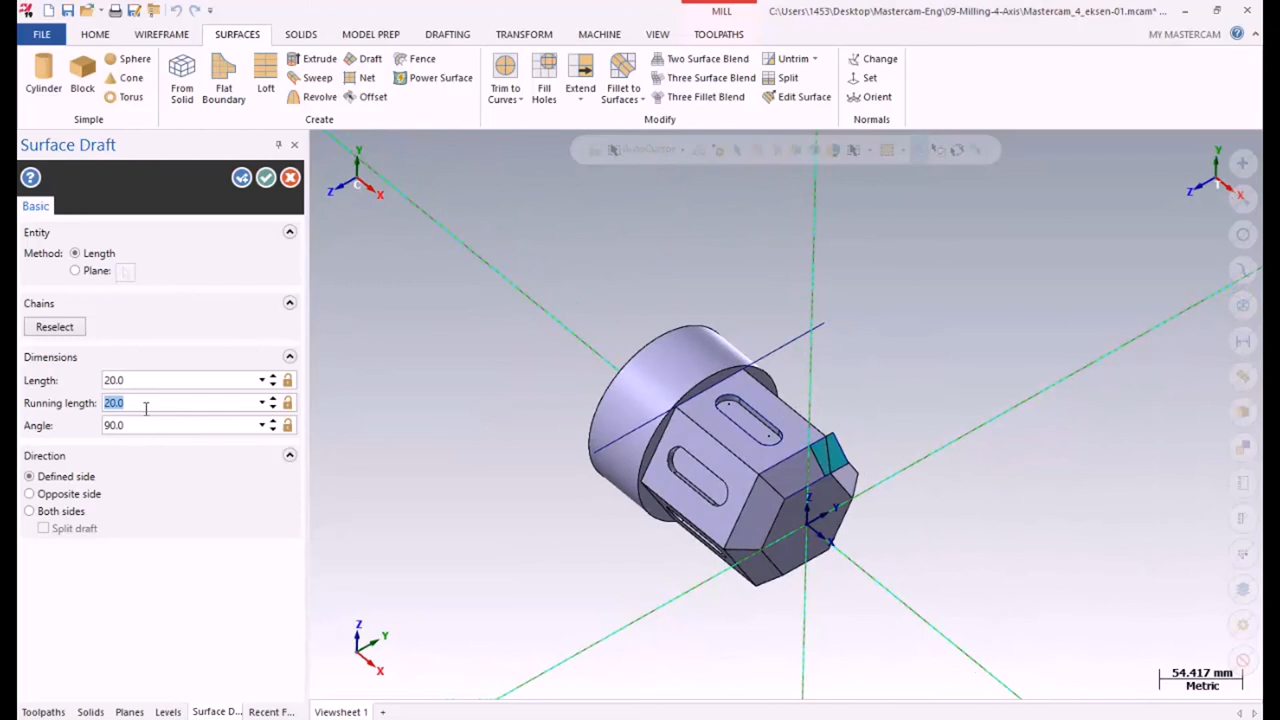 MILL
C:\Users\1453\Desktop\Mastercam-Eng\09-Milling-4-Axis\Mastercam_4_eksen-01.mcam*
FILE HOME WIREFRAME SURFACES SOLIDS MODEL PREP DRAFTING TRANSFORM MACHINE VIEW TOOLPATHS MY MASTERCAM
Cylinder Block Sphere Cone Torus
Simple
From Solid Flat Boundary Loft Extrude Sweep Revolve Draft Net Offset Fence Power Surface
Create
Trim to Curves Fill Holes Extend Fillet to Surfaces Two Surface Blend Three Surface Blend Three Fillet Blend Untrim Split Edit Surface
Modify
Change Set Orient
Normals
Surface Draft
Basic
Entity
Method: Length
Plane:
Chains
Reselect
Dimensions
Length: 20.0
Running length: 20.0
Angle: 90.0
Direction
Defined side
Opposite side
Both sides
Split draft
AutoCursor
Y
Z X
C
Y
Z X
T
Z
Y
X
Z
Y
X
54.417 mm
Metric
Toolpaths Solids Planes Levels Surface D... Recent F... Viewsheet 1 +